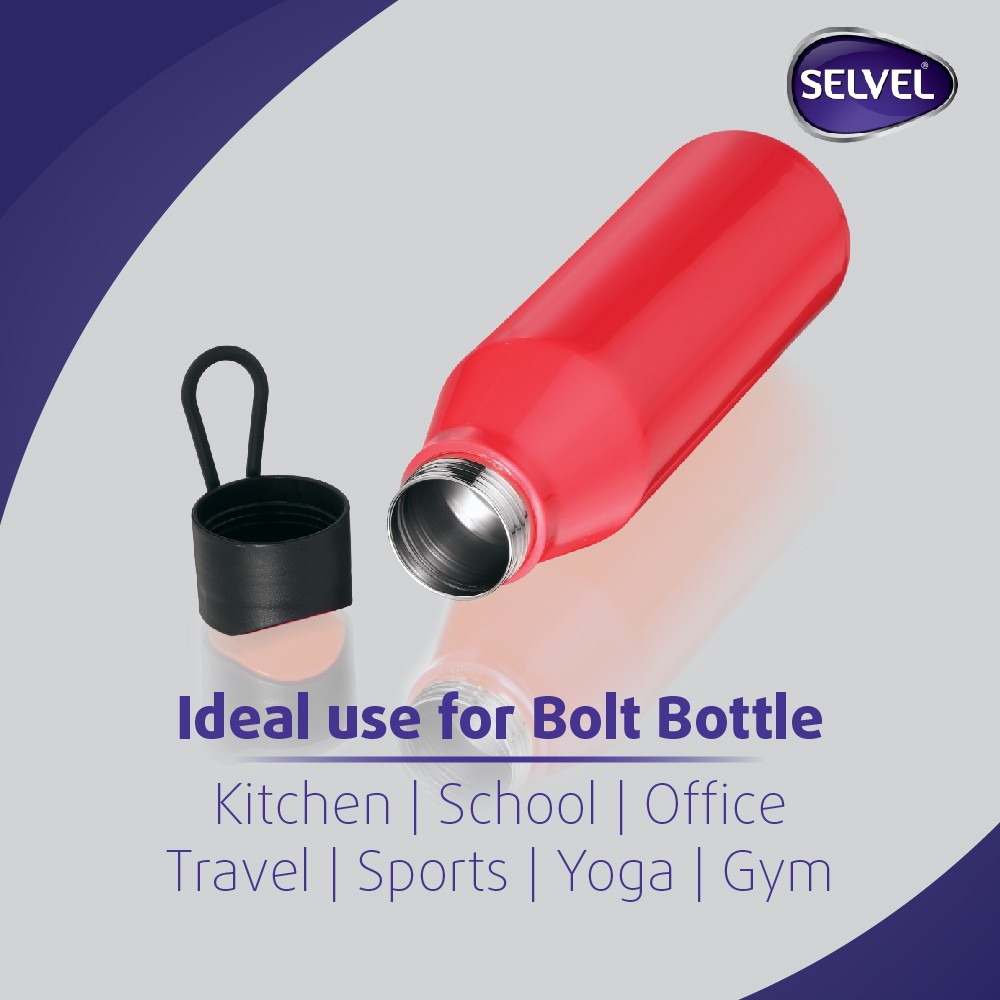 SELVEL®
Ideal use for Bolt Bottle
Kitchen | School | Office
Travel | Sports | Yoga | Gym